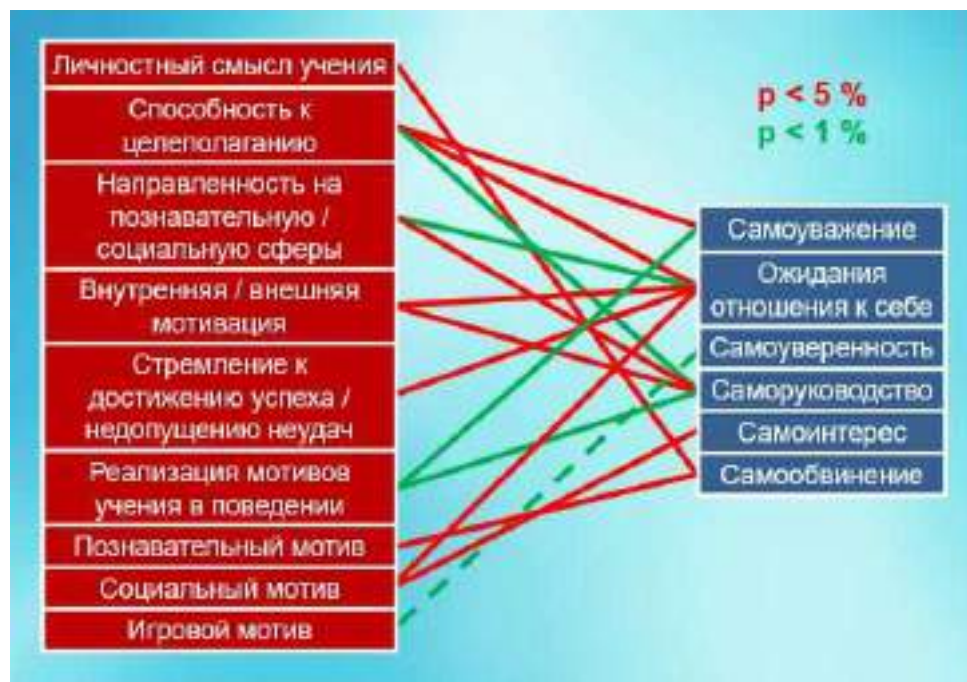 Личностный смысл учения
Способность к
целеполаганию
Направленность на
познавательную /
социальную сферы
Внутренняя / внешняя
мотивация
Стремление к
достижению успеха /
недопущению неудач
Реализация мотивов
учения в поведении
Познавательный мотив
Социальный мотив
Игровой мотив
p < 5 %
p < 1 %
Самоуважение
Ожидания
отношения к себе
Самоуверенность
Саморуководство
Самоинтерес
Самообвинение